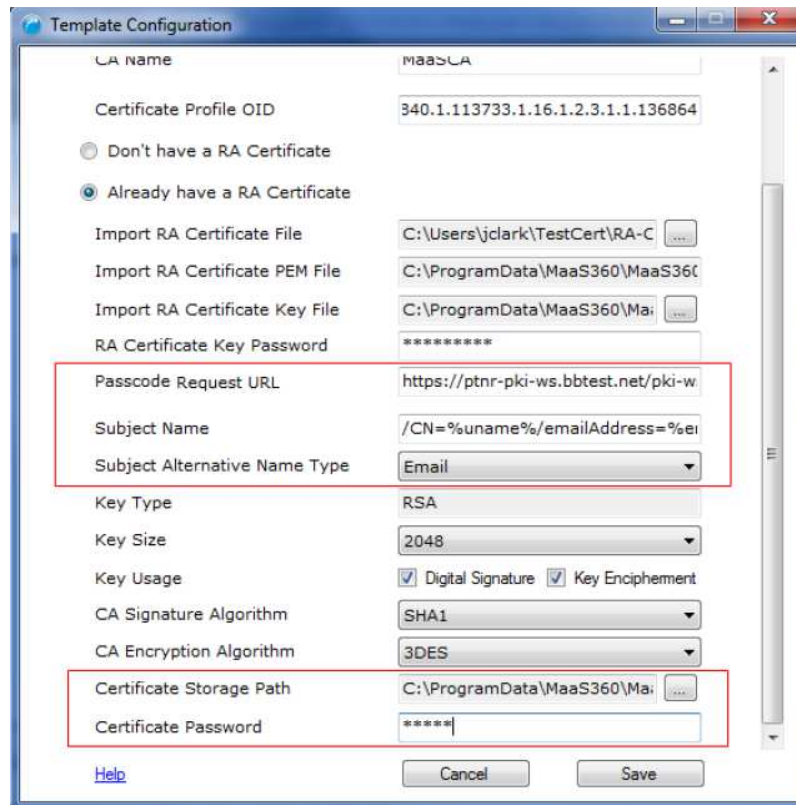 Template Configuration
CA Name MaaSCA
Certificate Profile OID 340.1.113733.1.16.1.2.3.1.1.136864
Don't have a RA Certificate
Already have a RA Certificate
Import RA Certificate File C:\Users\jclark\TestCert\RA-C ...
Import RA Certificate PEM File C:\ProgramData\MaaS360\MaaS360
Import RA Certificate Key File C:\ProgramData\MaaS360\Ma ...
RA Certificate Key Password *********
Passcode Request URL https://ptnr-pki-ws.bbtest.net/pki-w
Subject Name /CN=%uname%/emailAddress=%e
Subject Alternative Name Type Email
Key Type RSA
Key Size 2048
Key Usage Digital Signature Key Encipherment
CA Signature Algorithm SHA1
CA Encryption Algorithm 3DES
Certificate Storage Path C:\ProgramData\MaaS360\Ma ...
Certificate Password *****
Help Cancel Save